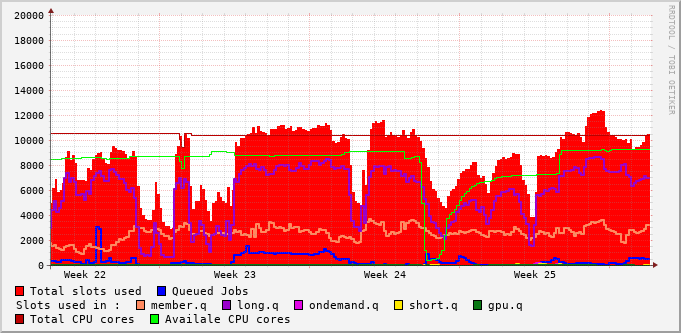 20000
18000
16000
14000
12000
10000
8000
6000
4000
2000
0
Week 22 Week 23 Week 24 Week 25
Total slots used Queued Jobs
Slots used in : member.q long.q ondemand.q short.q gpu.q
Total CPU cores Availale CPU cores
RRDTOOL / TOBI OETIKER